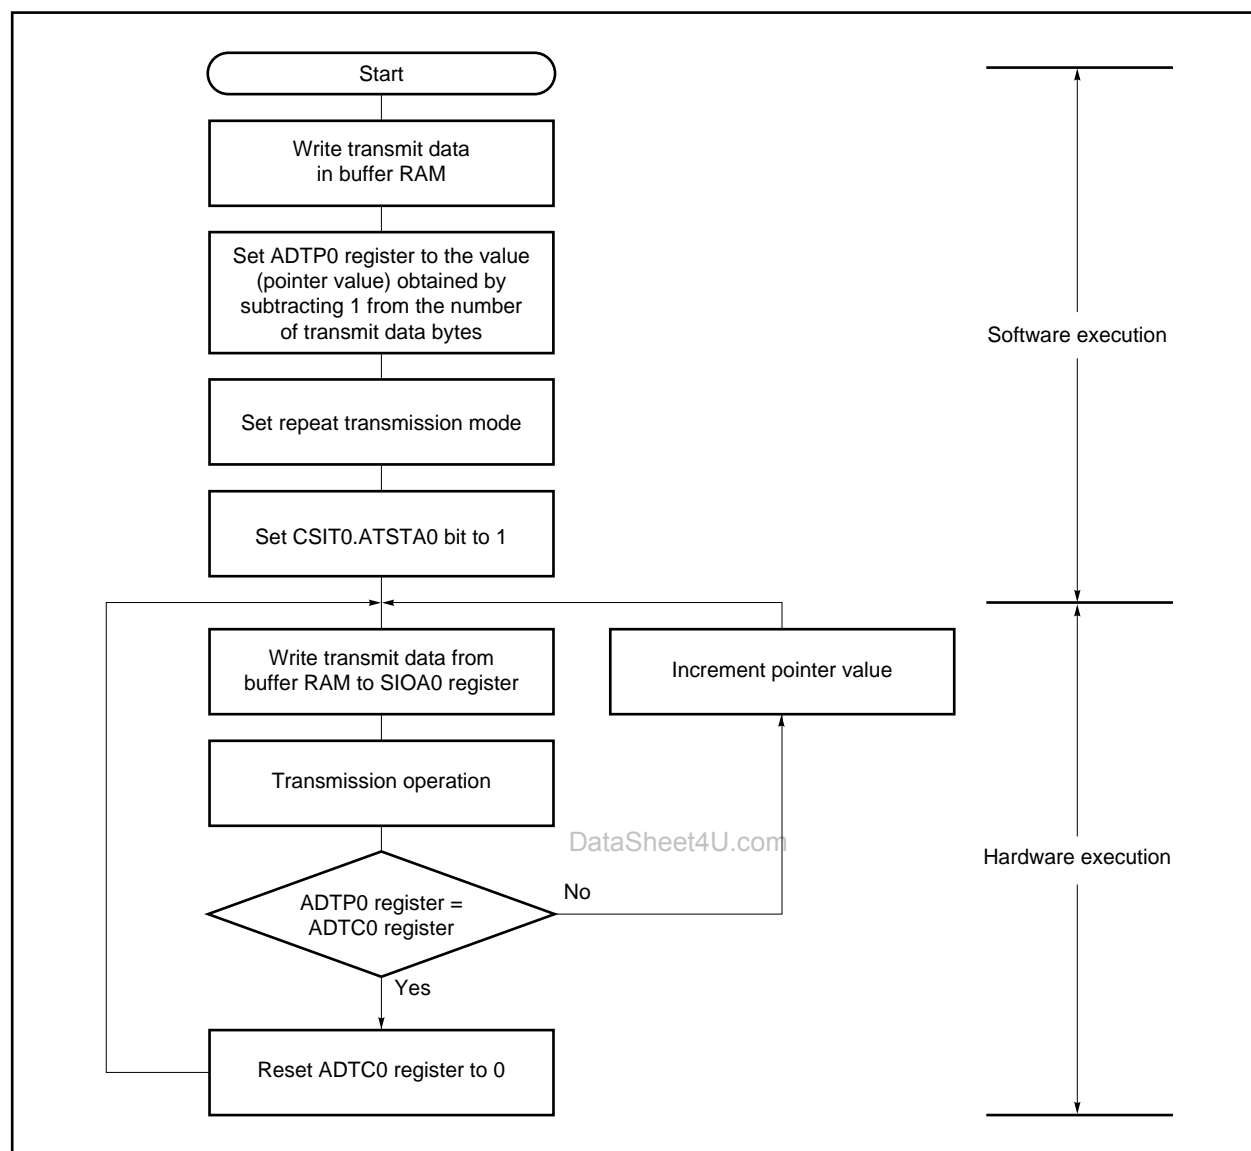 Start
Write transmit data
in buffer RAM
Set ADTP0 register to the value
(pointer value) obtained by
subtracting 1 from the number
of transmit data bytes
Software execution
Set repeat transmission mode
Set CSIT0.ATSTA0 bit to 1
Write transmit data from
buffer RAM to SIOA0 register
Increment pointer value
Transmission operation
DataSheet4U.com
Hardware execution
ADTP0 register =
ADTC0 register
No
Yes
Reset ADTC0 register to 0